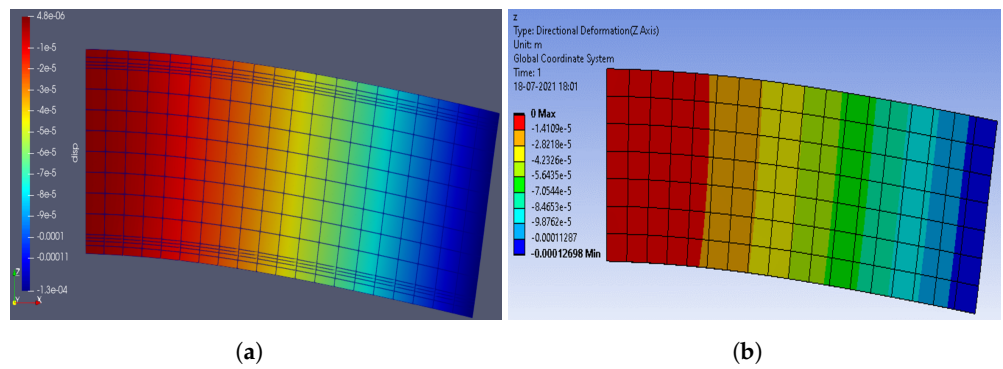 4.8e-06
-1e-5
-2e-5
-3e-5
-4e-5
-5e-5
-6e-5
disp
-7e-5
-8e-5
-9e-5
-0.0001
-0.00011
-1.3e-04
Z
Y
X
z
Type: Directional Deformation(Z Axis)
Unit: m
Global Coordinate System
Time: 1
18-07-2021 18:01
0 Max
-1.4109e-5
-2.8218e-5
-4.2326e-5
-5.6435e-5
-7.0544e-5
-8.4653e-5
-9.8762e-5
-0.00011287
-0.00012698 Min
(a)
(b)